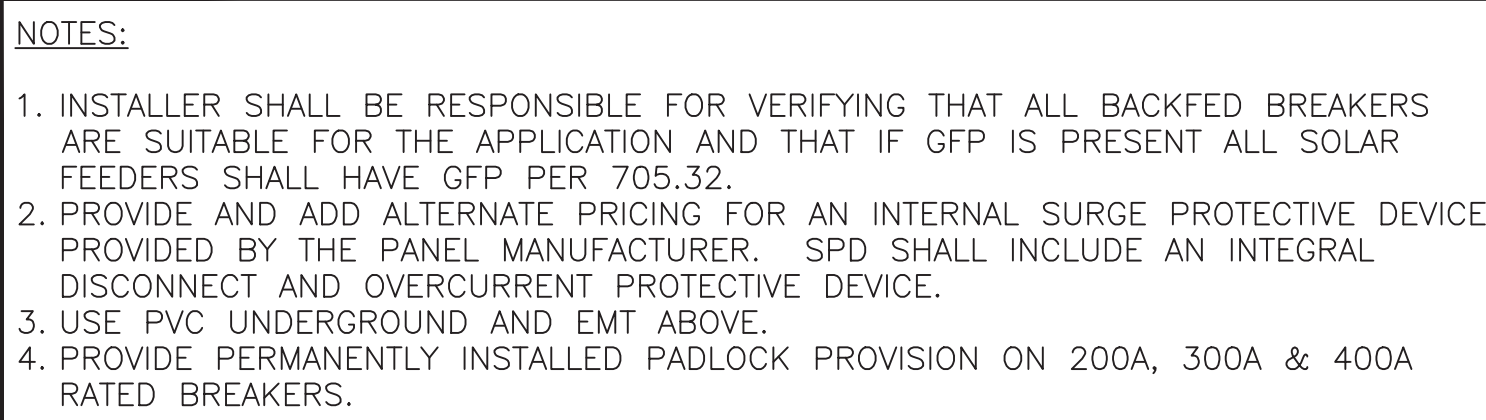 NOTES:
1. INSTALLER SHALL BE RESPONSIBLE FOR VERIFYING THAT ALL BACKFED BREAKERS
ARE SUITABLE FOR THE APPLICATION AND THAT IF GFP IS PRESENT ALL SOLAR
FEEDERS SHALL HAVE GFP PER 705.32.
2. PROVIDE AND ADD ALTERNATE PRICING FOR AN INTERNAL SURGE PROTECTIVE DEVICE
PROVIDED BY THE PANEL MANUFACTURER. SPD SHALL INCLUDE AN INTEGRAL
DISCONNECT AND OVERCURRENT PROTECTIVE DEVICE.
3. USE PVC UNDERGROUND AND EMT ABOVE.
4. PROVIDE PERMANENTLY INSTALLED PADLOCK PROVISION ON 200A, 300A & 400A
RATED BREAKERS.